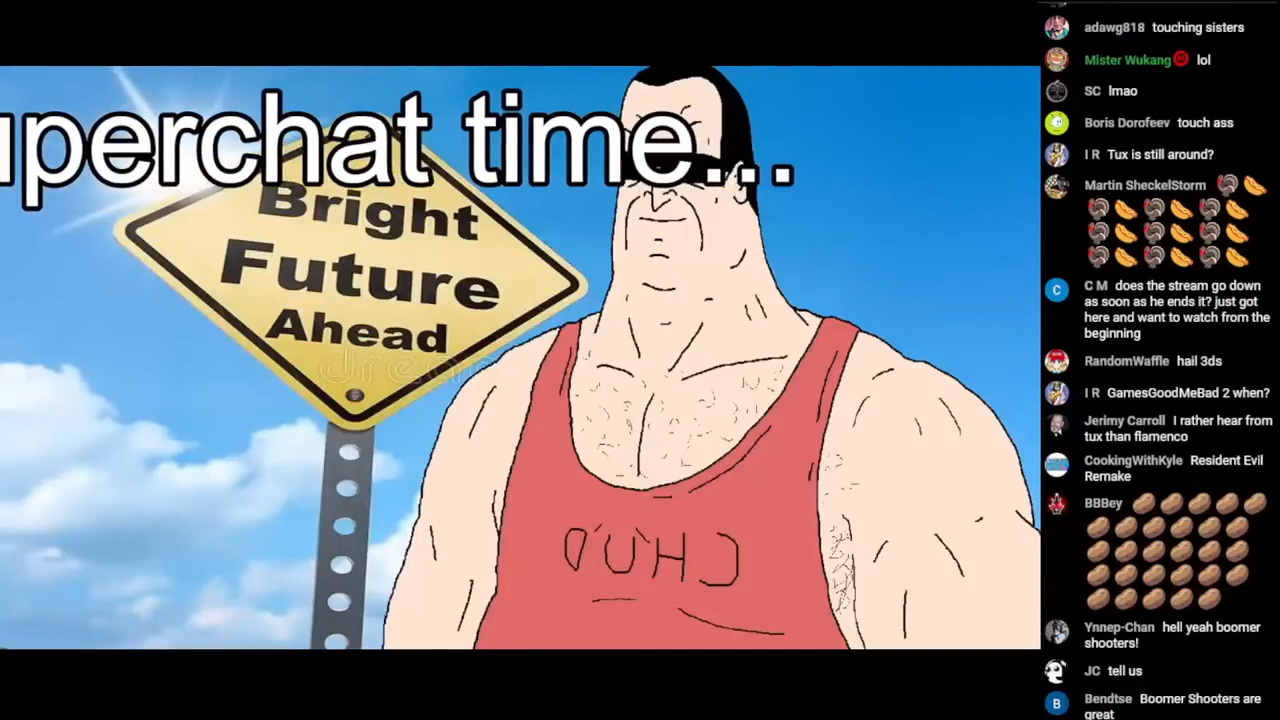 uperchat time...
Bright
Future
Ahead
CHUD
adawg818 touching sisters
Mister Wukang lol
SC lmao
Boris Dorofeev touch ass
I R Tux is still around?
Martin SheckelStorm
C M does the stream go down
as soon as he ends it? just got
here and want to watch from the
beginning
RandomWaffle hail 3ds
I R GamesGoodMeBad 2 when?
Jerimy Carroll I rather hear from
tux than flamenco
CookingWithKyle Resident Evil
Remake
BBBey
Ynnep-Chan hell yeah boomer
shooters!
JC tell us
Bendtse Boomer Shooters are
great